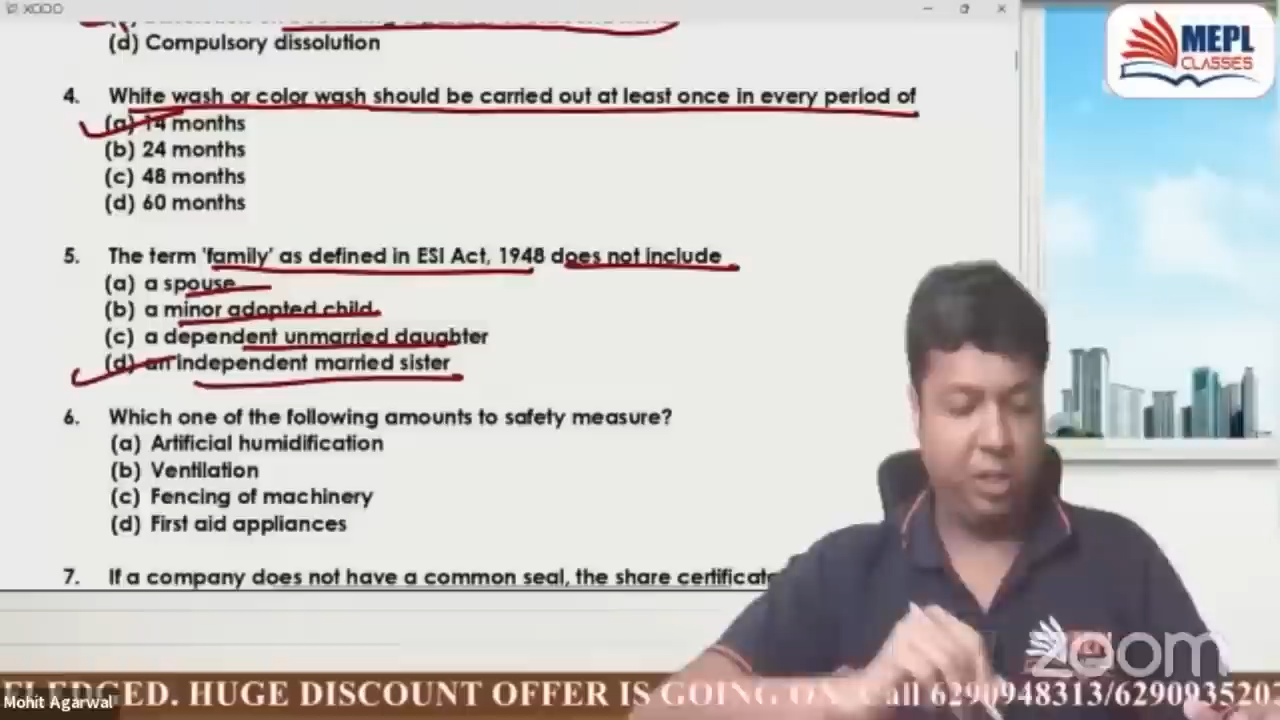 XODO
(d) Compulsory dissolution
MEPL
CLASSES
4. White wash or color wash should be carried out at least once in every period of
(a) 14 months
(b) 24 months
(c) 48 months
(d) 60 months
5. The term 'family' as defined in ESI Act, 1948 does not include
(a) a spouse
(b) a minor adopted child
(c) a dependent unmarried daughter
(d) an independent married sister
6. Which one of the following amounts to safety measure?
(a) Artificial humidification
(b) Ventilation
(c) Fencing of machinery
(d) First aid appliances
7. If a company does not have a common seal, the share certificate
zoom
EDGED. HUGE DISCOUNT OFFER IS GOING ON. Call 6290948313/629093520
Mohit Agarwal